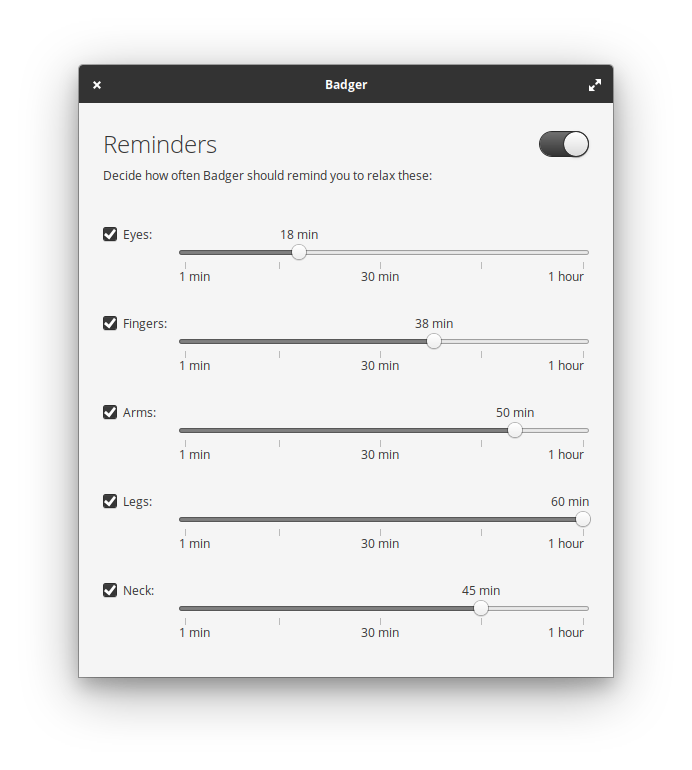 Badger
Reminders
Decide how often Badger should remind you to relax these:
Eyes:
18 min
1 min 30 min 1 hour
Fingers:
38 min
1 min 30 min 1 hour
Arms:
50 min
1 min 30 min 1 hour
Legs:
60 min
1 min 30 min 1 hour
Neck:
45 min
1 min 30 min 1 hour